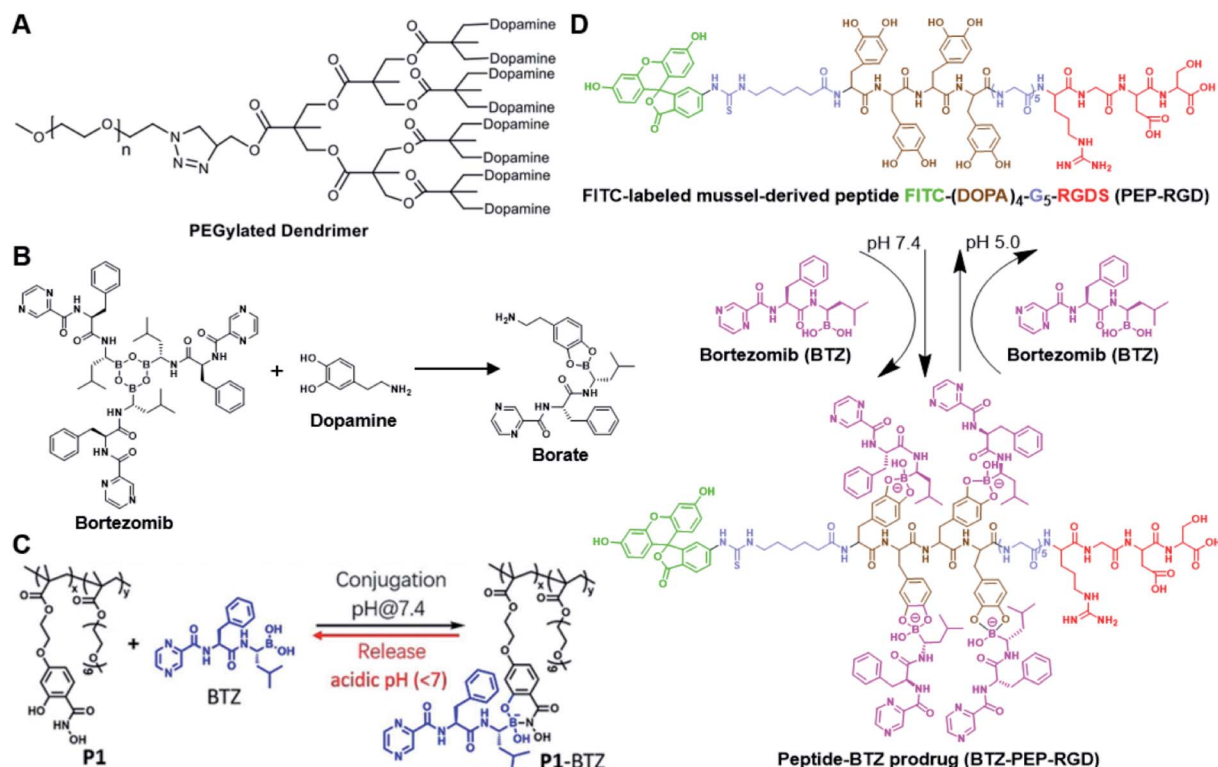 A
Dopamine
Dopamine
Dopamine
Dopamine
Dopamine
Dopamine
Dopamine
Dopamine
PEGylated Dendrimer
B
Bortezomib
+
Dopamine
Borate
C
P1
+
BTZ
Conjugation
pH@7.4
Release
acidic pH (<7)
P1-BTZ
D
FITC-labeled mussel-derived peptide FITC-(DOPA)4-G5-RGDS (PEP-RGD)
pH 7.4
pH 5.0
Bortezomib (BTZ)
Bortezomib (BTZ)
Peptide-BTZ prodrug (BTZ-PEP-RGD)